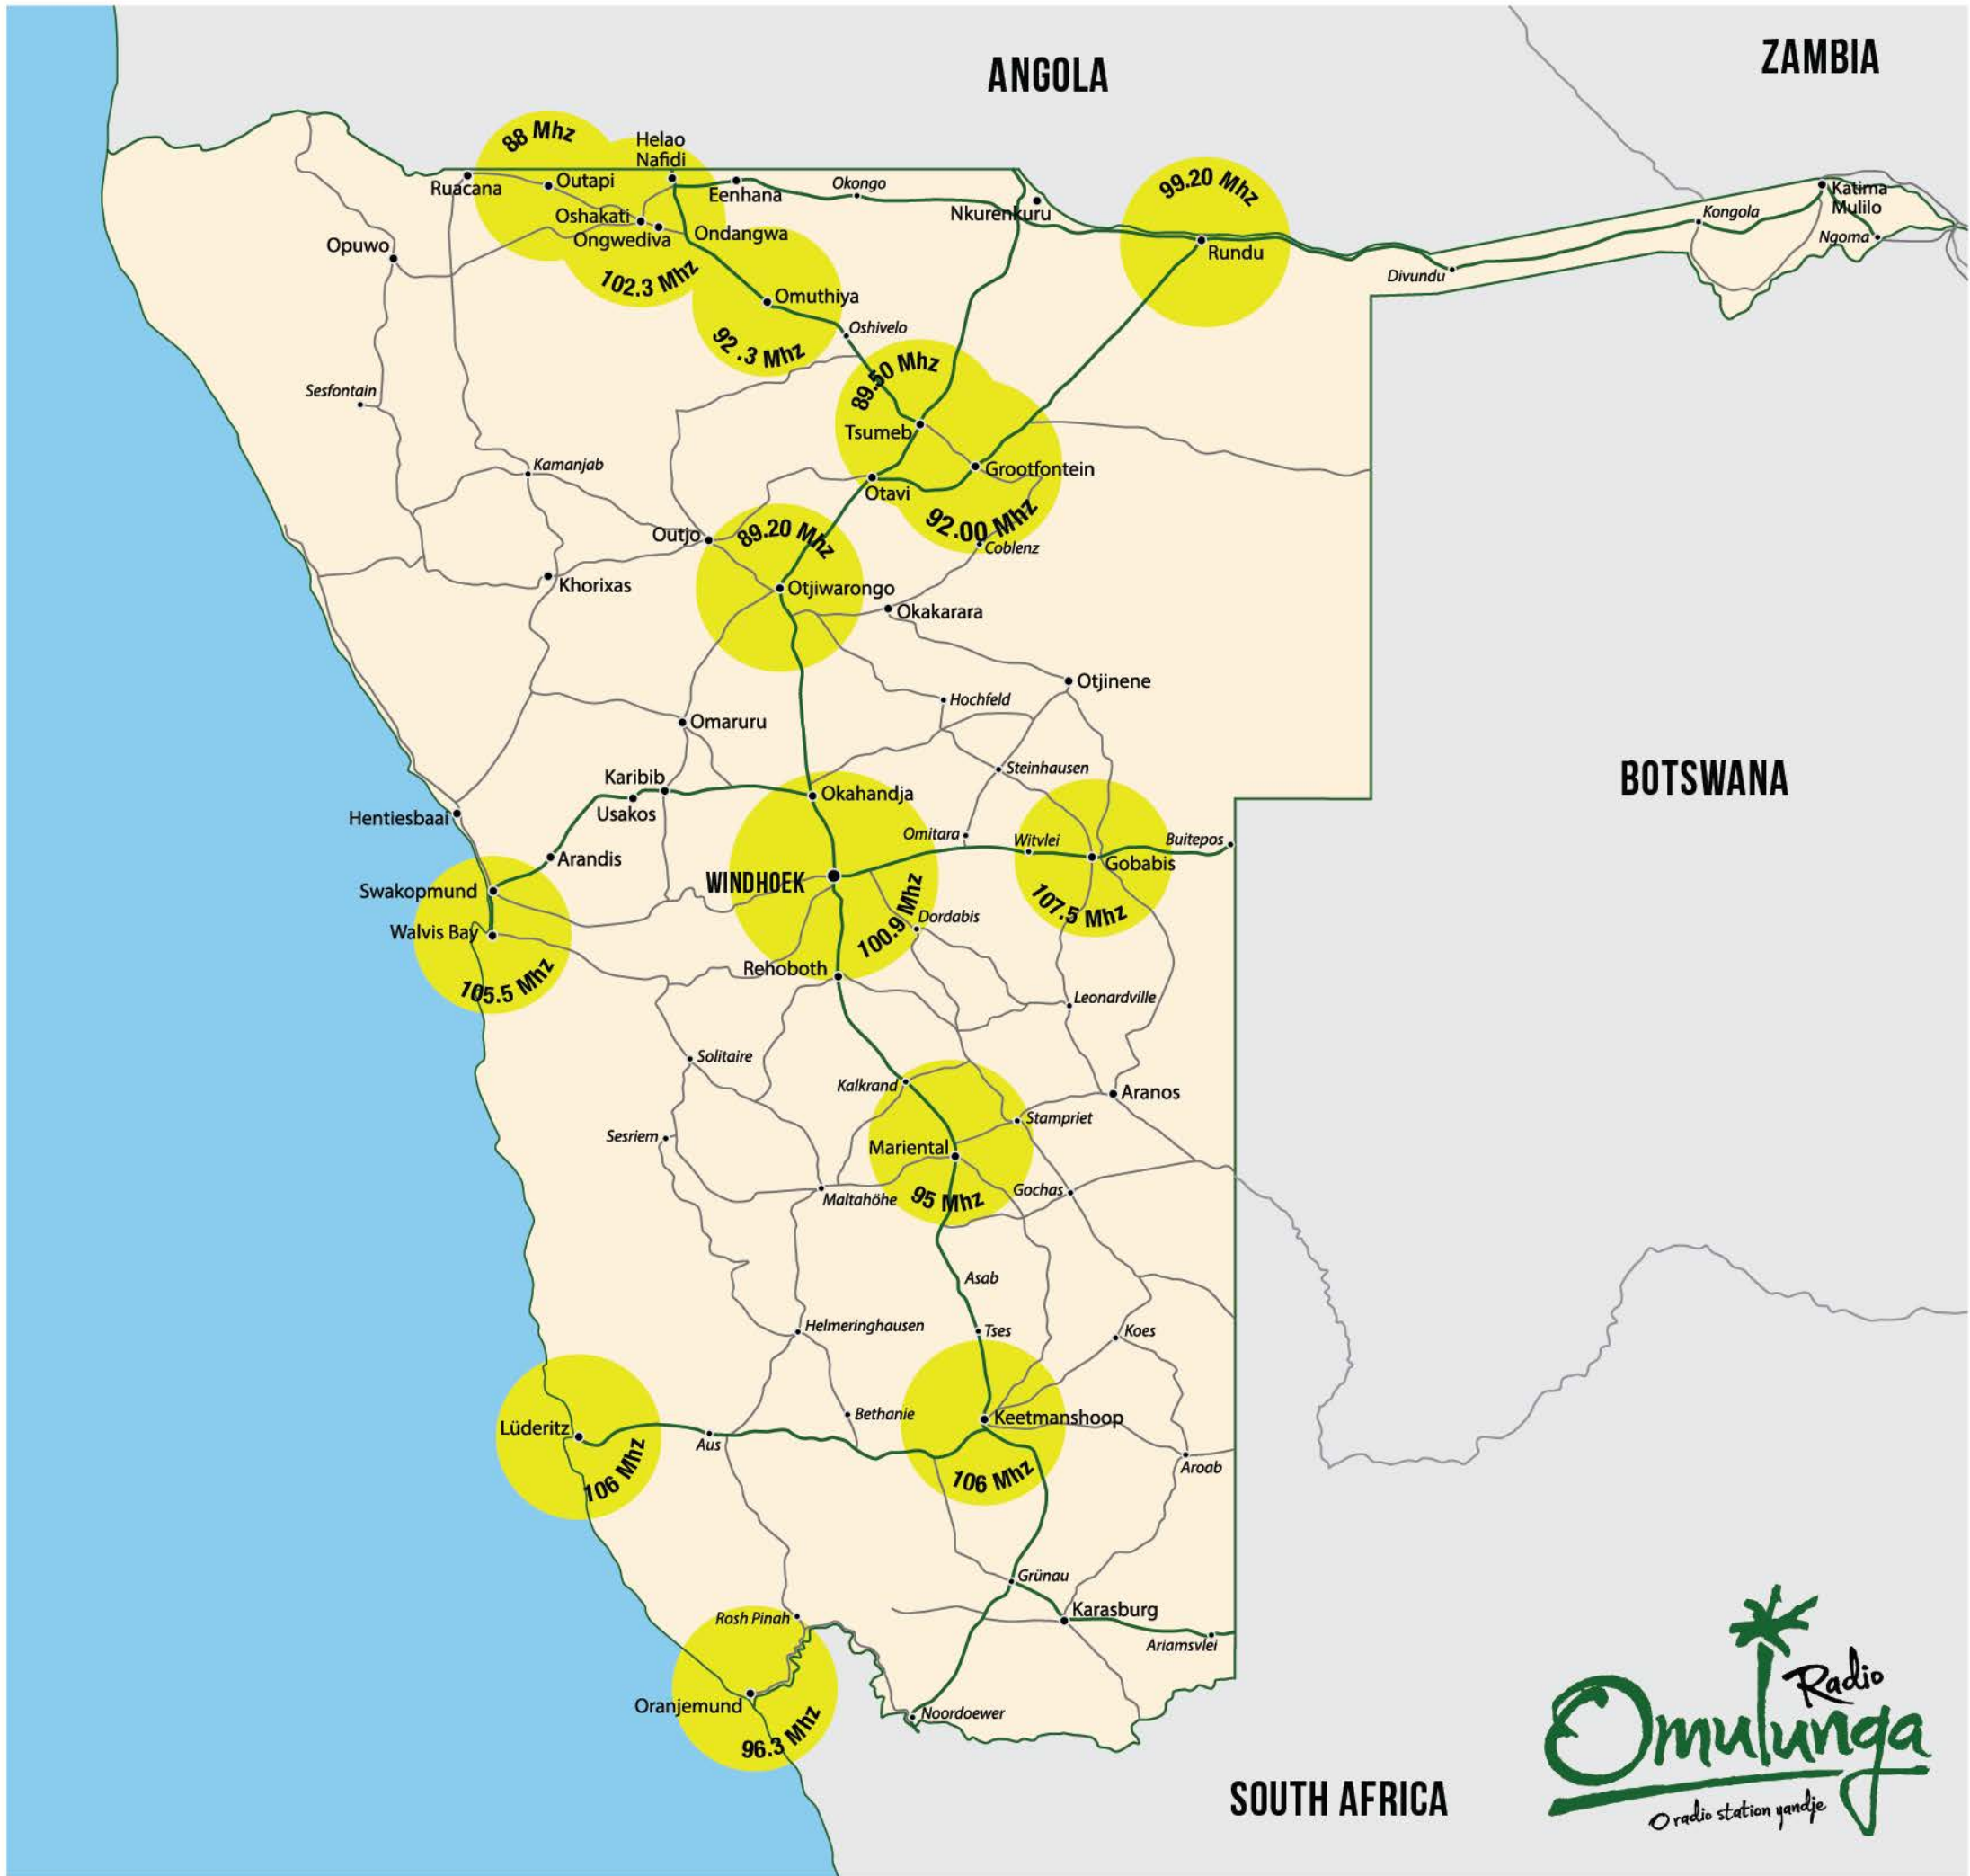 ANGOLA
ZAMBIA
88 Mhz
Helao
Nafidi
Ruacana
Outapi
Eenhana
Okongo
99.20 Mhz
Katima
Mulilo
Kongola
Ngoma
Oshakati
Ongwediva
Ondangwa
Nkurenkuru
Opuwo
Rundu
Divundu
102.3 Mhz
Omuthiya
Oshivelo
92.3 Mhz
89.50 Mhz
Sesfontain
Tsumeb
Kamanjab
Grootfontein
Otavi
92.00 Mhz
Outjo
89.20 Mhz
Coblenz
Khorixas
Otjiwarongo
Okakarara
Otjinene
Hochfeld
Omaruru
Steinhausen
BOTSWANA
Karibib
Usakos
Okahandja
Hentiesbaai
Omitara
Witvlei
Buitepos
Arandis
Gobabis
Swakopmund
WINDHOEK
100.9 Mhz
107.5 Mhz
Dordabis
Walvis Bay
105.5 Mhz
Rehoboth
Leonardville
Solitaire
Kalkrand
Aranos
Stampriet
Sesriem
Mariental
95 Mhz
Gochas
Maltahöhe
Asab
Helmeringhausen
Tses
Koes
Lüderitz
106 Mhz
Aus
Bethanie
Keetmanshoop
106 Mhz
Aroab
Grünau
Rosh Pinah
Karasburg
Ariamsvlei
Oranjemund
96.3 Mhz
Noordoewer
SOUTH AFRICA
Radio
Omulunga
O radio station yandje